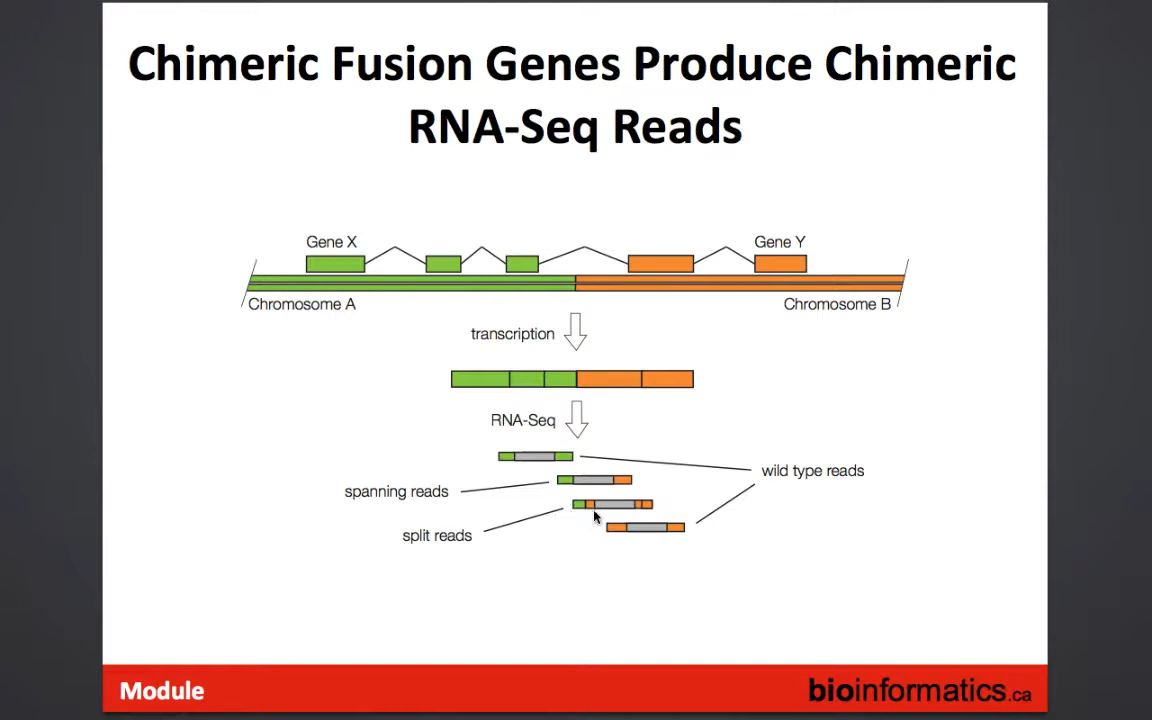 Chimeric Fusion Genes Produce Chimeric
RNA-Seq Reads
Gene X
Gene Y
Chromosome A
Chromosome B
transcription
RNA-Seq
wild type reads
spanning reads
split reads
Module
bioinformatics.ca